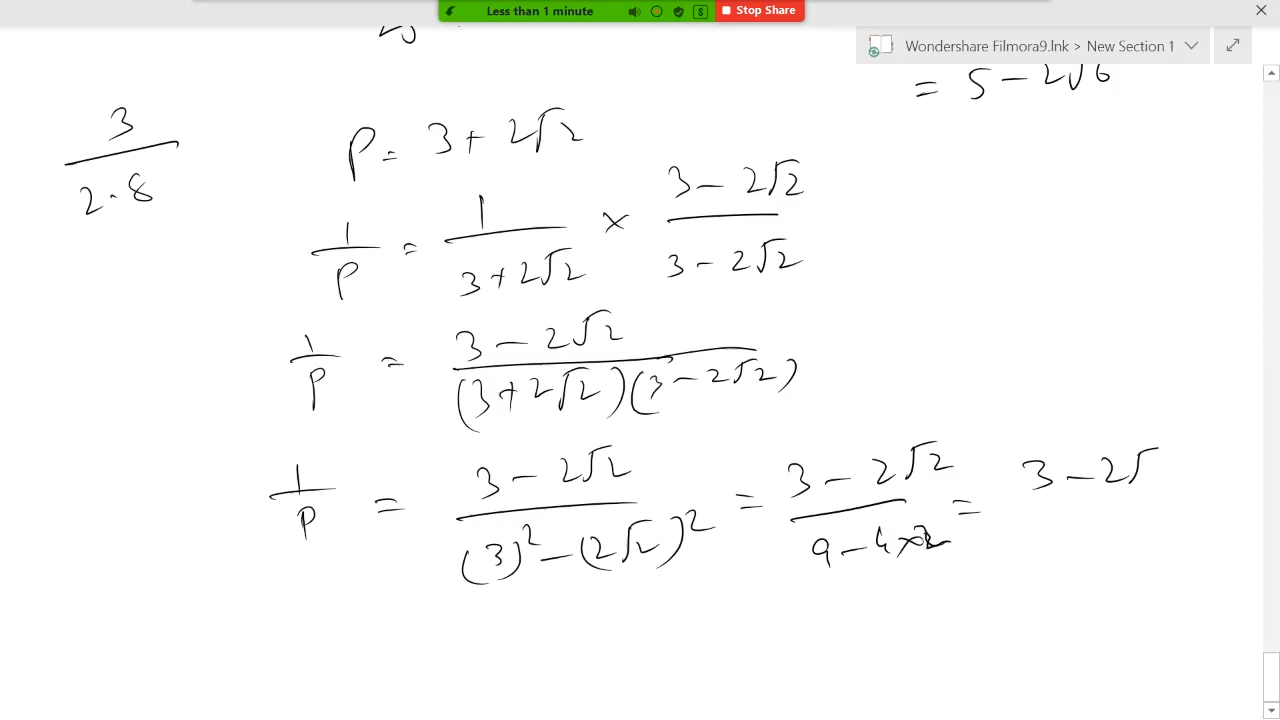 Less than 1 minute
Stop Share
Wondershare Filmora9.lnk > New Section 1
= 5 - 2√6
3
2.8
P = 3 + 2√2
1/P = 1/(3+2√2) × (3 - 2√2)/(3 - 2√2)
1/P = (3 - 2√2)/((3+2√2)(3-2√2))
1/P = (3 - 2√2)/((3)² - (2√2)²) = (3 - 2√2)/(9 - 4×2) = 3 - 2√